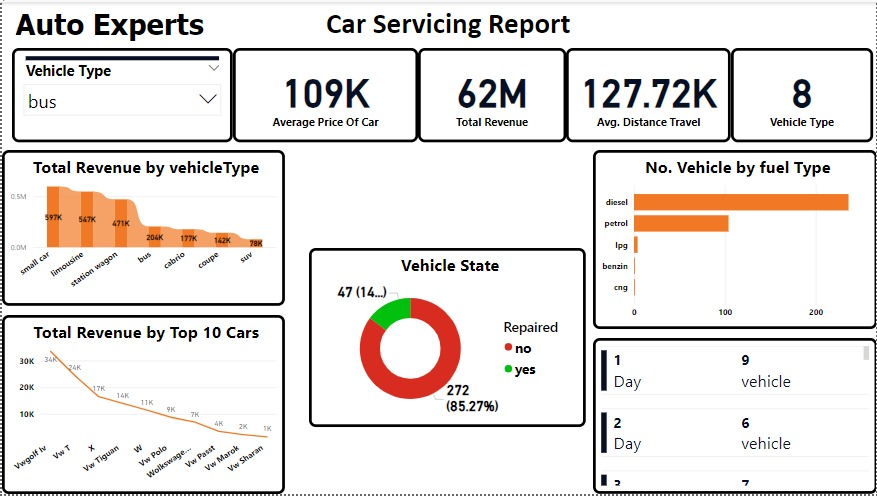 Auto Experts
Car Servicing Report
Vehicle Type
bus
109K
Average Price Of Car
62M
Total Revenue
127.72K
Avg. Distance Travel
8
Vehicle Type
Total Revenue by vehicleType
0.5M
0.0M
597K
547K
471K
204K
177K
142K
78K
small car
limousine
station wagon
bus
cabrio
coupe
suv
Total Revenue by Top 10 Cars
30K
20K
10K
34K
24K
17K
14K
11K
9K
7K
4K
2K
1K
Vwgolf Iv
Vw T
X
Vw Tiguan
W
Vw Polo
Wolkswage...
Vw Passt
Vw Marok
Vw Sharan
Vehicle State
47 (14...)
272
(85.27%)
Repaired
no
yes
No. Vehicle by fuel Type
diesel
petrol
lpg
benzin
cng
0
100
200
1
Day
9
vehicle
2
Day
6
vehicle